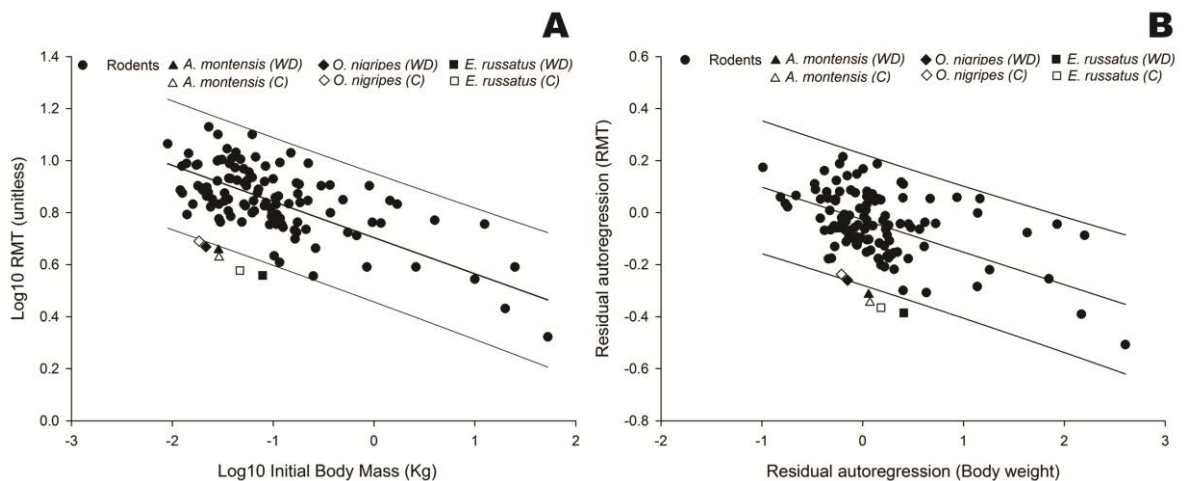 A
Rodents A. montensis (WD) O. nigripes (WD) E. russatus (WD)
A. montensis (C) O. nigripes (C) E. russatus (C)
1.4
1.2
1.0
0.8
0.6
0.4
0.2
0.0
Log10 RMT (unitless)
-3 -2 -1 0 1 2
Log10 Initial Body Mass (Kg)
B
Rodents A. montensis (WD) O. nigripes (WD) E. russatus (WD)
A. montensis (C) O. nigripes (C) E. russatus (C)
0.6
0.4
0.2
0.0
-0.2
-0.4
-0.6
-0.8
Residual autoregression (RMT)
-2 -1 0 1 2 3
Residual autoregression (Body weight)